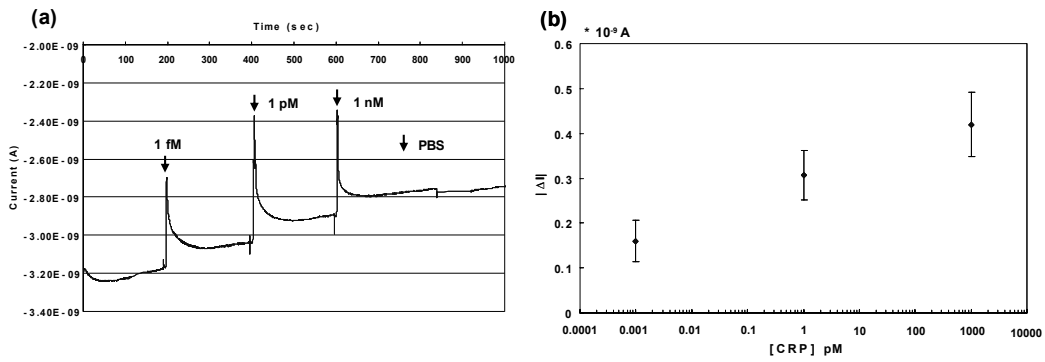 (a)
Time (sec)
0 100 200 300 400 500 600 700 800 900 1000
-2.00E-09
-2.20E-09
-2.40E-09
-2.60E-09
-2.80E-09
-3.00E-09
-3.20E-09
-3.40E-09
Current (A)
1 fM
1 pM
1 nM
PBS
(b)
* 10⁻⁹ A
0.6
0.5
0.4
0.3
0.2
0.1
0
|ΔI|
0.0001 0.001 0.01 0.1 1 10 100 1000 10000
[CRP] pM